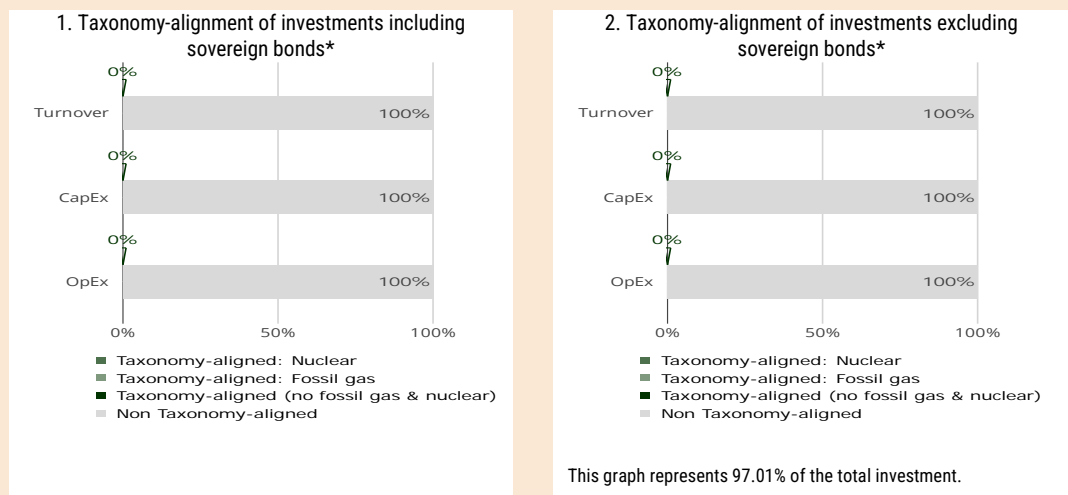 1. Taxonomy-alignment of investments including
sovereign bonds*
0%
Turnover
100%
0%
CapEx
100%
0%
OpEx
100%
0%
50%
100%
Taxonomy-aligned: Nuclear
Taxonomy-aligned: Fossil gas
Taxonomy-aligned (no fossil gas & nuclear)
Non Taxonomy-aligned
2. Taxonomy-alignment of investments excluding
sovereign bonds*
0%
Turnover
100%
0%
CapEx
100%
0%
OpEx
100%
0%
50%
100%
Taxonomy-aligned: Nuclear
Taxonomy-aligned: Fossil gas
Taxonomy-aligned (no fossil gas & nuclear)
Non Taxonomy-aligned
This graph represents 97.01% of the total investment.